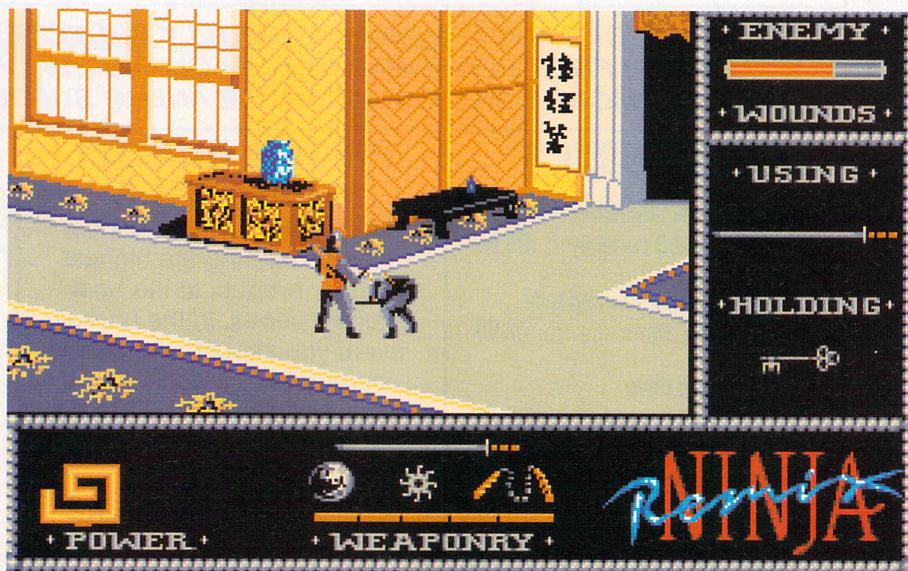 ENEMY
WOUNDS
USING
HOLDING
POWER
WEAPONRY
NINJA
Remix